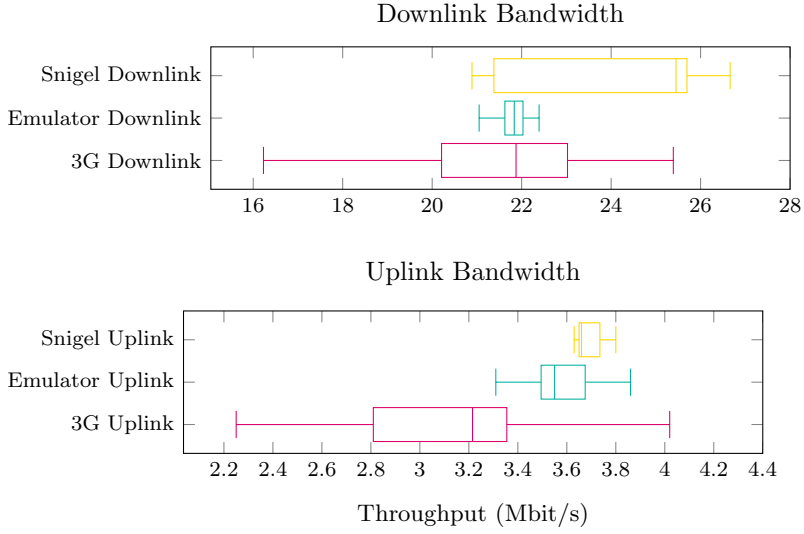 Downlink Bandwidth
Snigel Downlink
Emulator Downlink
3G Downlink
16 18 20 22 24 26 28
Uplink Bandwidth
Snigel Uplink
Emulator Uplink
3G Uplink
2.2 2.4 2.6 2.8 3 3.2 3.4 3.6 3.8 4 4.2 4.4
Throughput (Mbit/s)